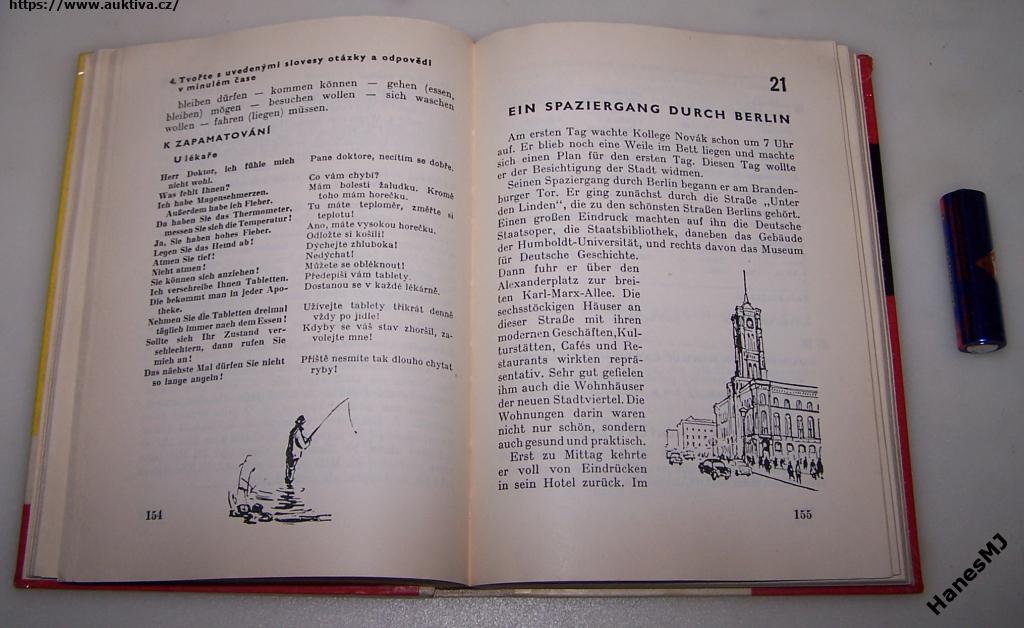 https://www.auktiva.cz/
4. Tvořte s uvedenými slovesy otázky a odpovědi
v minulém čase
bleiben dürfen — kommen können — gehen (essen,
bleiben) mögen — besuchen wollen — sich waschen
wollen — fahren (liegen) müssen.
K ZAPAMATOVÁNÍ
U lékaře
Herr Doktor, ich fühle mich
nicht wohl.
Was fehlt Ihnen?
Ich habe Magenschmerzen.
Außerdem habe ich Fieber.
Da haben Sie das Thermometer,
messen Sie sich die Temperatur!
Ja, Sie haben hohes Fieber.
Legen Sie das Hemd ab!
Atmen Sie tief!
Nicht atmen!
Sie können sich anziehen!
Ich verschreibe Ihnen Tabletten.
Die bekommt man in jeder Apo-
theke.
Nehmen Sie die Tabletten dreimal
täglich immer nach dem Essen!
Sollte sich Ihr Zustand ver-
schlechtern, dann rufen Sie
mich an!
Das nächste Mal dürfen Sie nicht
so lange angeln!
Pane doktore, necítím se dobře.
Co vám chybí?
Mám bolesti žaludku. Kromě
toho mám horečku.
Tu máte teploměr, změřte si
teplotu!
Ano, máte vysokou horečku.
Odložte si košili!
Dýchejte zhluboka!
Nedýchat!
Můžete se obléknout!
Předepíši vám tablety.
Dostanou se v každé lékárně.
Užívejte tablety třikrát denně
vždy po jídle!
Kdyby se váš stav zhoršil, za-
volejte mne!
Příště nesmíte tak dlouho chytat
ryby!
154
21
EIN SPAZIERGANG DURCH BERLIN
Am ersten Tag wachte Kollege Novák schon um 7 Uhr
auf. Er blieb noch eine Weile im Bett liegen und machte
sich einen Plan für den ersten Tag. Diesen Tag wollte
er der Besichtigung der Stadt widmen.
Seinen Spaziergang durch Berlin begann er am Branden-
burger Tor. Er ging zunächst durch die Straße „Unter
den Linden", die zu den schönsten Straßen Berlins gehört.
Einen großen Eindruck machten auf ihn die Deutsche
Staatsoper, die Staatsbibliothek, daneben das Gebäude
der Humboldt-Universität, und rechts davon das Museum
für Deutsche Geschichte.
Dann fuhr er über den
Alexanderplatz zur brei-
ten Karl-Marx-Allee. Die
sechsstöckigen Häuser an
dieser Straße mit ihren
modernen Geschäften, Kul-
turstätten, Cafés und Re-
staurants wirkten reprä-
sentativ. Sehr gut gefielen
ihm auch die Wohnhäuser
der neuen Stadtviertel. Die
Wohnungen darin waren
nicht nur schön, sondern
auch gesund und praktisch.
Erst zu Mittag kehrte
er voll von Eindrücken
in sein Hotel zurück. Im
155
HanesMJ